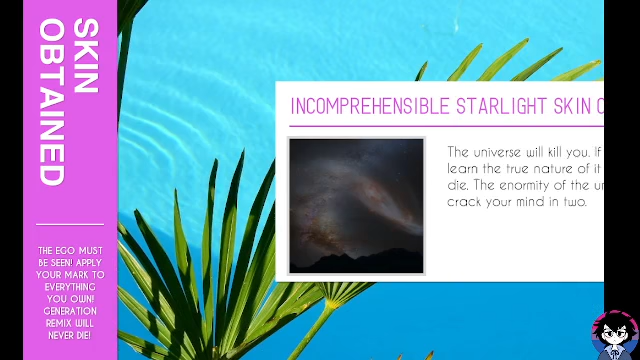 SKIN
OBTAINED
THE EGO MUST
BE SEEN! APPLY
YOUR MARK TO
EVERYTHING
YOU OWN!
GENERATION
REMIX WILL
NEVER DIE!
INCOMPREHENSIBLE STARLIGHT SKIN
The universe will kill you. If
learn the true nature of it
die. The enormity of the
crack your mind in two.